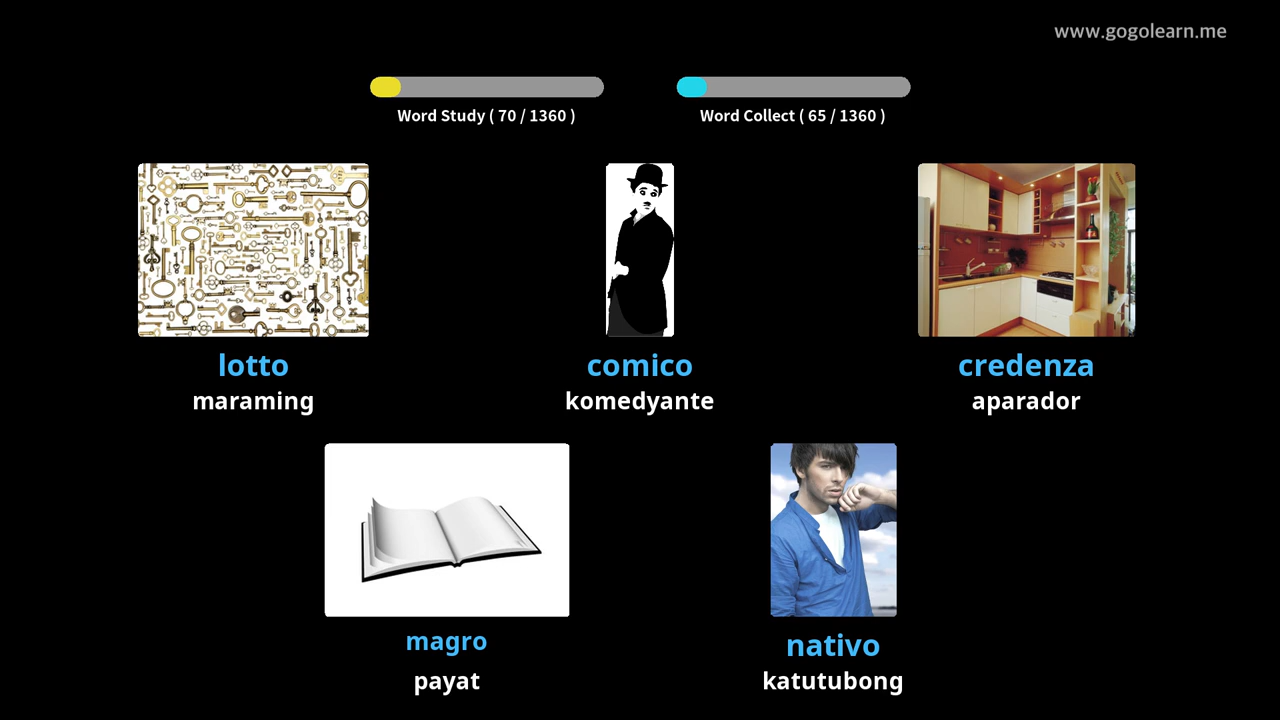 www.gogolearn.me
Word Study ( 70 / 1360 )
Word Collect ( 65 / 1360 )
lotto
maraming
comico
komedyante
credenza
aparador
magro
payat
nativo
katutubong